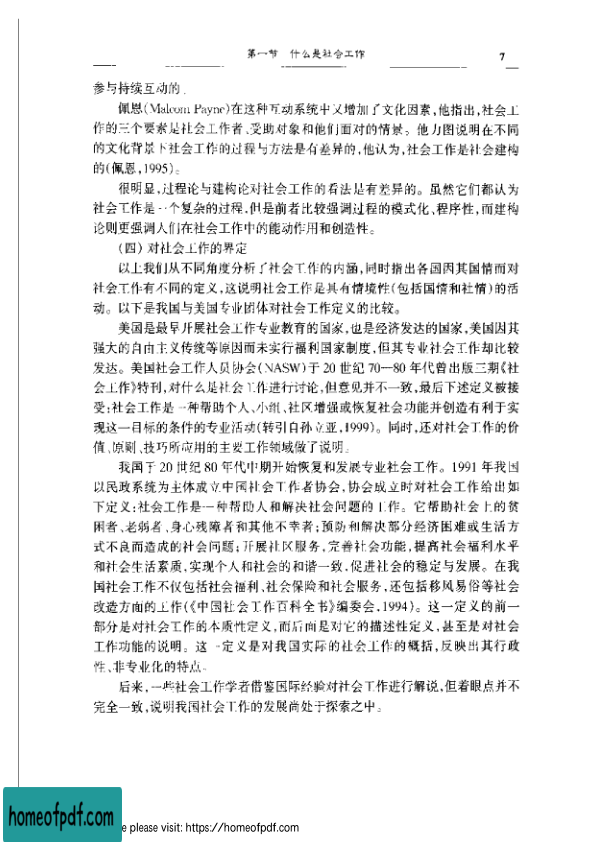 第一节 什么是社会工作 7
参与持续互动的。
佩恩(Malcom Payne)在这种互动系统中又增加了文化因素,他指出,社会工
作的三个要素是社会工作者、受助对象和他们面对的情景。他力图说明在不同
的文化背景下社会工作的过程与方法是有差异的,他认为,社会工作是社会建构
的(佩恩,1995)。
很明显,过程论与建构论对社会工作的看法是有差异的。虽然它们都认为
社会工作是一个复杂的过程,但是前者比较强调过程的模式化、程序性,而建构
论则更强调人们在社会工作中的能动作用和创造性。
(四) 对社会工作的界定
以上我们从不同角度分析了社会工作的内涵,同时指出各国因其国情而对
社会工作有不同的定义,这说明社会工作是具有情境性(包括国情和社情)的活
动。以下是我国与美国专业团体对社会工作定义的比较。
美国是最早开展社会工作专业教育的国家,也是经济发达的国家,美国因其
强大的自由主义传统等原因而未实行福利国家制度,但其专业社会工作却比较
发达。美国社会工作人员协会(NASW)于20世纪70—80年代曾出版三期《社
会工作》特刊,对什么是社会工作进行讨论,但意见并不一致,最后下述定义被接
受:社会工作是一种帮助个人、小组、社区增强或恢复社会功能并创造有利于实
现这一目标的条件的专业活动(转引自孙立亚,1999)。同时,还对社会工作的价
值、原则、技巧所应用的主要工作领域做了说明。
我国于20世纪80年代中期开始恢复和发展专业社会工作。1991年我国
以民政系统为主体成立中国社会工作者协会,协会成立时对社会工作给出如
下定义:社会工作是一种帮助人和解决社会问题的工作。它帮助社会上的贫
困者、老弱者、身心残障者和其他不幸者;预防和解决部分经济困难或生活方
式不良而造成的社会问题;开展社区服务,完善社会功能,提高社会福利水平
和社会生活素质,实现个人和社会的和谐一致,促进社会的稳定与发展。在我
国社会工作不仅包括社会福利、社会保险和社会服务,还包括移风易俗等社会
改造方面的工作(《中国社会工作百科全书》编委会,1994)。这一定义的前一
部分是对社会工作的本质性定义,而后面是对它的描述性定义,甚至是对社会
工作功能的说明。这一定义是对我国实际的社会工作的概括,反映出其行政
性、非专业化的特点。
后来,一些社会工作学者借鉴国际经验对社会工作进行解说,但着眼点并不
完全一致,说明我国社会工作的发展尚处于探索之中。
homeofpdf.com
e please visit: https://homeofpdf.com